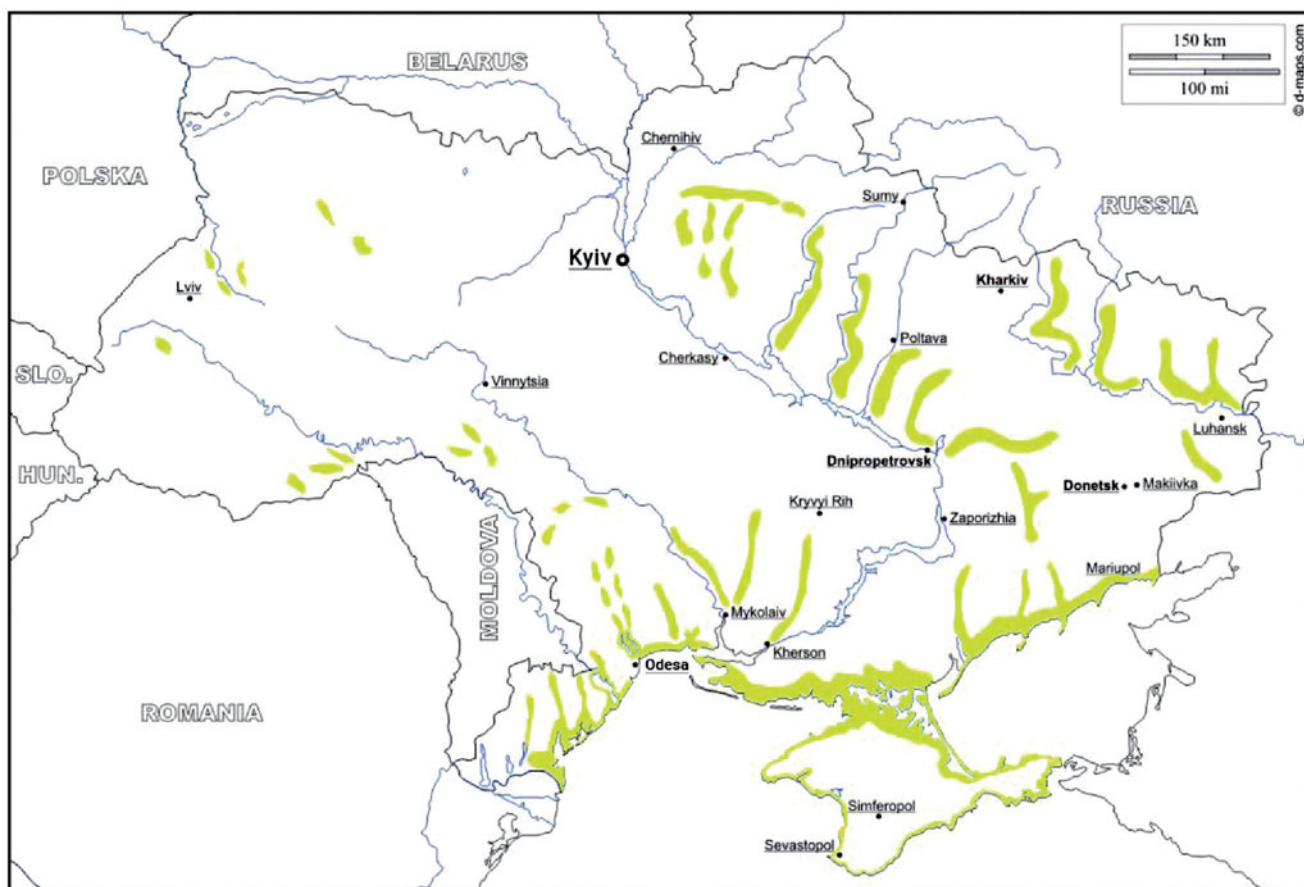 150 km
100 mi
© d-maps.com
BELARUS
Chernihiv
POLSKA
Sumy
RUSSIA
Kyiv
Kharkiv
Lviv
Poltava
Cherkasy
SLO.
Vinnytsia
Luhansk
HUN.
Dnipropetrovsk
Donetsk
Makiivka
Kryvyi Rih
Zaporizhia
MOLDOVA
Mariupol
Mykolaiv
Kherson
Odesa
ROMANIA
Simferopol
Sevastopol